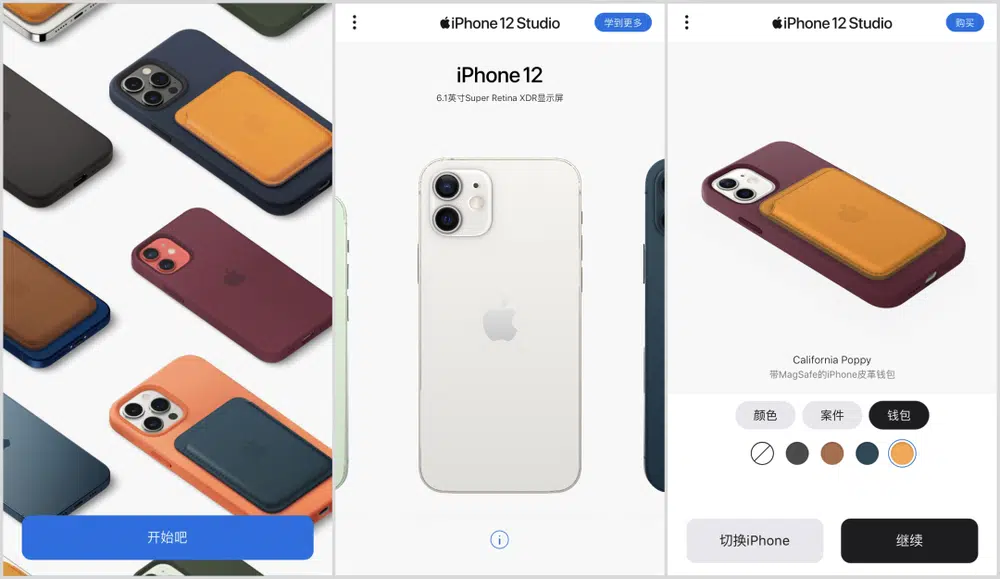 开始吧
iPhone 12 Studio
学到更多
iPhone 12
6.1英寸Super Retina XDR显示屏
iPhone 12 Studio
购买
California Poppy
带MagSafe的iPhone皮革钱包
颜色
案件
钱包
切换iPhone
继续